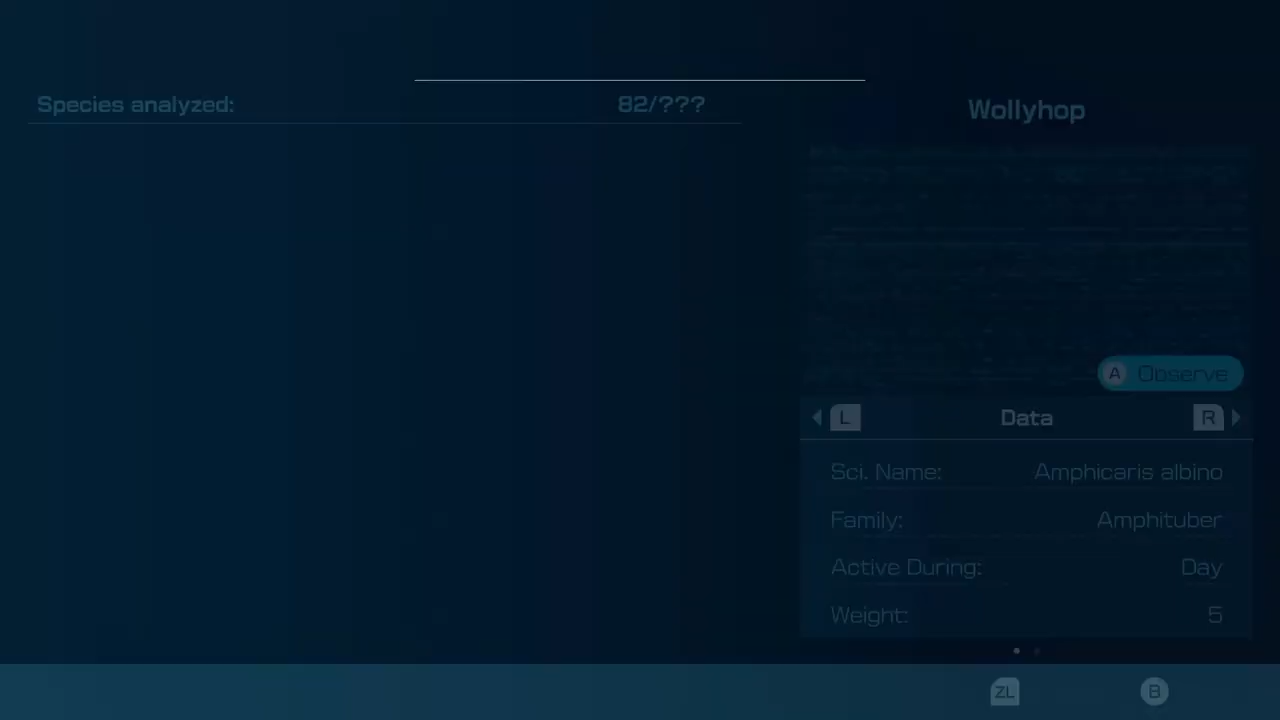 Species analyzed: 82/???
Wollyhop
A Observe
L Data R
Sci. Name: Amphicaris albino
Family: Amphituber
Active During: Day
Weight: 5
ZL B